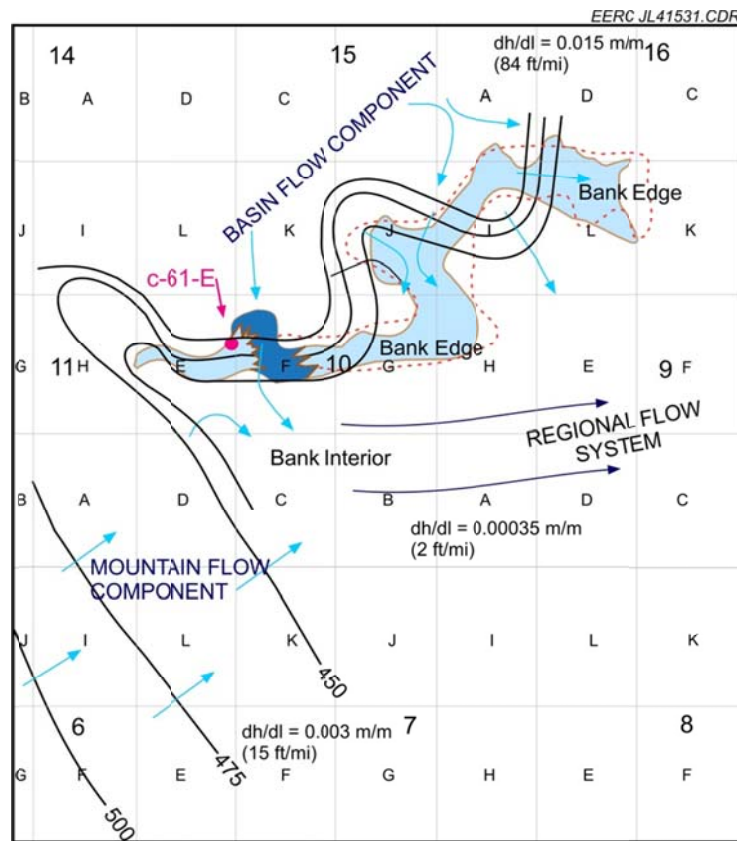 EERC JL41531.CDR
dh/dl = 0.015 m/m
(84 ft/mi)
14 15 16
B A D C A D C
BASIN FLOW COMPONENT
Bank Edge
J I L K J I L K
c-61-E
Bank Edge
G 11 H E F 10 G H E 9 F
REGIONAL FLOW
SYSTEM
Bank Interior
B A D C B A D C
dh/dl = 0.00035 m/m
(2 ft/mi)
MOUNTAIN FLOW
COMPONENT
J I L K J I L K
450
6 7 8
dh/dl = 0.003 m/m
(15 ft/mi)
475
G F E F G H E F
500